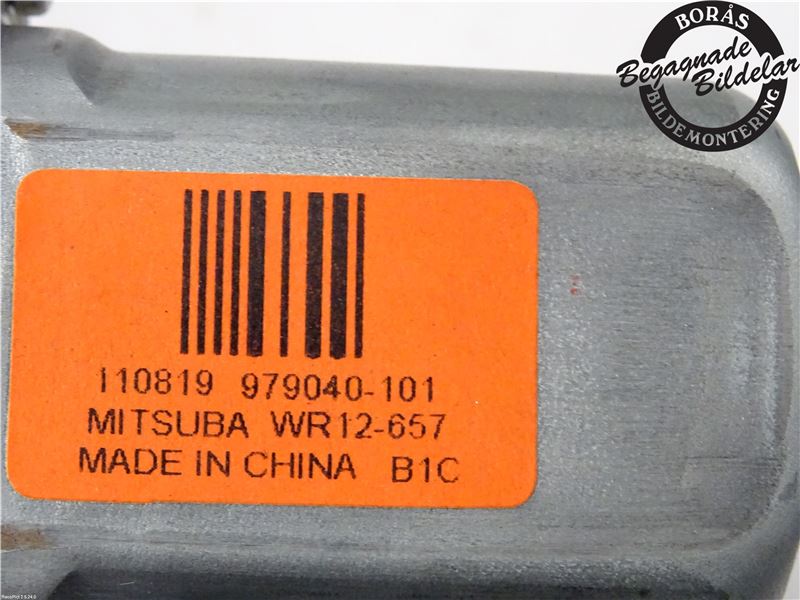 BORÅS
Begagnade
Bildelar
BILDEMONTERING
110819 979040-101
MITSUBA WR12-657
MADE IN CHINA B1C